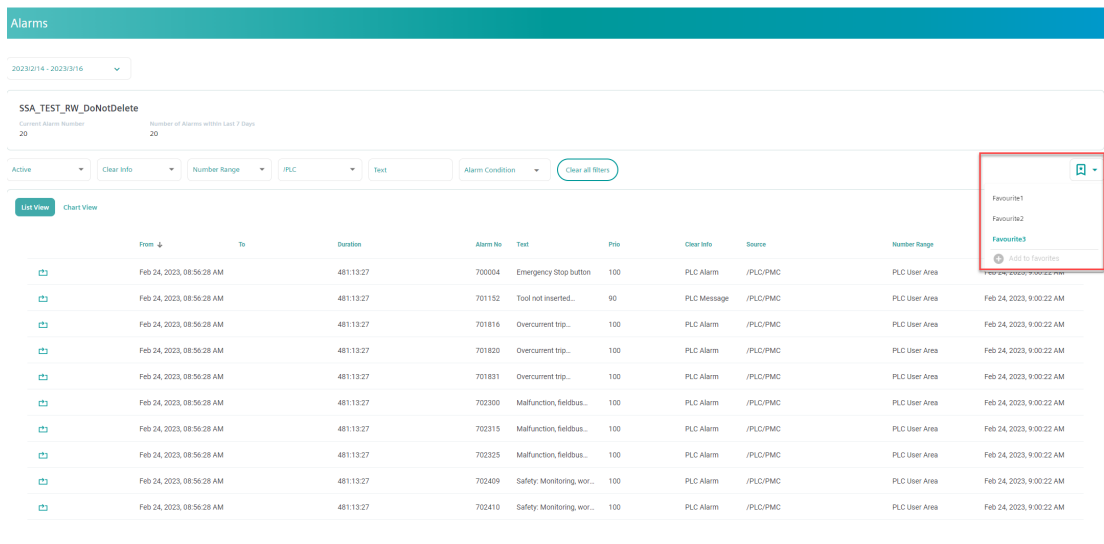 Alarms
2023/2/14 - 2023/3/16
SSA_TEST_RW_DoNotDelete
Current Alarm Number Number of Alarms within Last 7 Days
20 20
Active Clear Info Number Range /PLC Text Alarm Condition Clear all filters
Favourite1
Favourite2
Favourite3
Add to favorites
List View Chart View
From To Duration Alarm No Text Prio Clear Info Source Number Range
Feb 24, 2023, 08:56:28 AM 481:13:27 700004 Emergency Stop button 100 PLC Alarm /PLC/PMC PLC User Area Feb 24, 2023, 9:00:22 AM
Feb 24, 2023, 08:56:28 AM 481:13:27 701152 Tool not inserted... 90 PLC Message /PLC/PMC PLC User Area Feb 24, 2023, 9:00:22 AM
Feb 24, 2023, 08:56:28 AM 481:13:27 701816 Overcurrent trip... 100 PLC Alarm /PLC/PMC PLC User Area Feb 24, 2023, 9:00:22 AM
Feb 24, 2023, 08:56:28 AM 481:13:27 701820 Overcurrent trip... 100 PLC Alarm /PLC/PMC PLC User Area Feb 24, 2023, 9:00:22 AM
Feb 24, 2023, 08:56:28 AM 481:13:27 701831 Overcurrent trip... 100 PLC Alarm /PLC/PMC PLC User Area Feb 24, 2023, 9:00:22 AM
Feb 24, 2023, 08:56:28 AM 481:13:27 702300 Malfunction, fieldbus... 100 PLC Alarm /PLC/PMC PLC User Area Feb 24, 2023, 9:00:22 AM
Feb 24, 2023, 08:56:28 AM 481:13:27 702315 Malfunction, fieldbus... 100 PLC Alarm /PLC/PMC PLC User Area Feb 24, 2023, 9:00:22 AM
Feb 24, 2023, 08:56:28 AM 481:13:27 702325 Malfunction, fieldbus... 100 PLC Alarm /PLC/PMC PLC User Area Feb 24, 2023, 9:00:22 AM
Feb 24, 2023, 08:56:28 AM 481:13:27 702409 Safety: Monitoring, wor... 100 PLC Alarm /PLC/PMC PLC User Area Feb 24, 2023, 9:00:22 AM
Feb 24, 2023, 08:56:28 AM 481:13:27 702410 Safety: Monitoring, wor... 100 PLC Alarm /PLC/PMC PLC User Area Feb 24, 2023, 9:00:22 AM